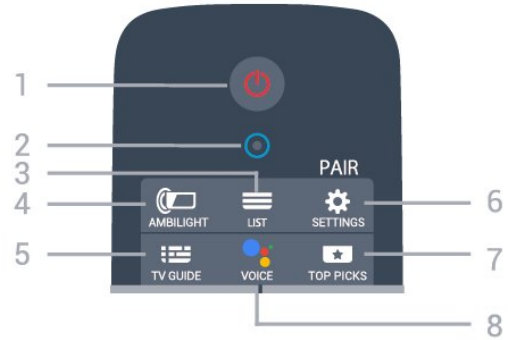 1
2
PAIR
3
4
AMBILIGHT
LIST
SETTINGS
6
5
TV GUIDE
VOICE
TOP PICKS
7
8